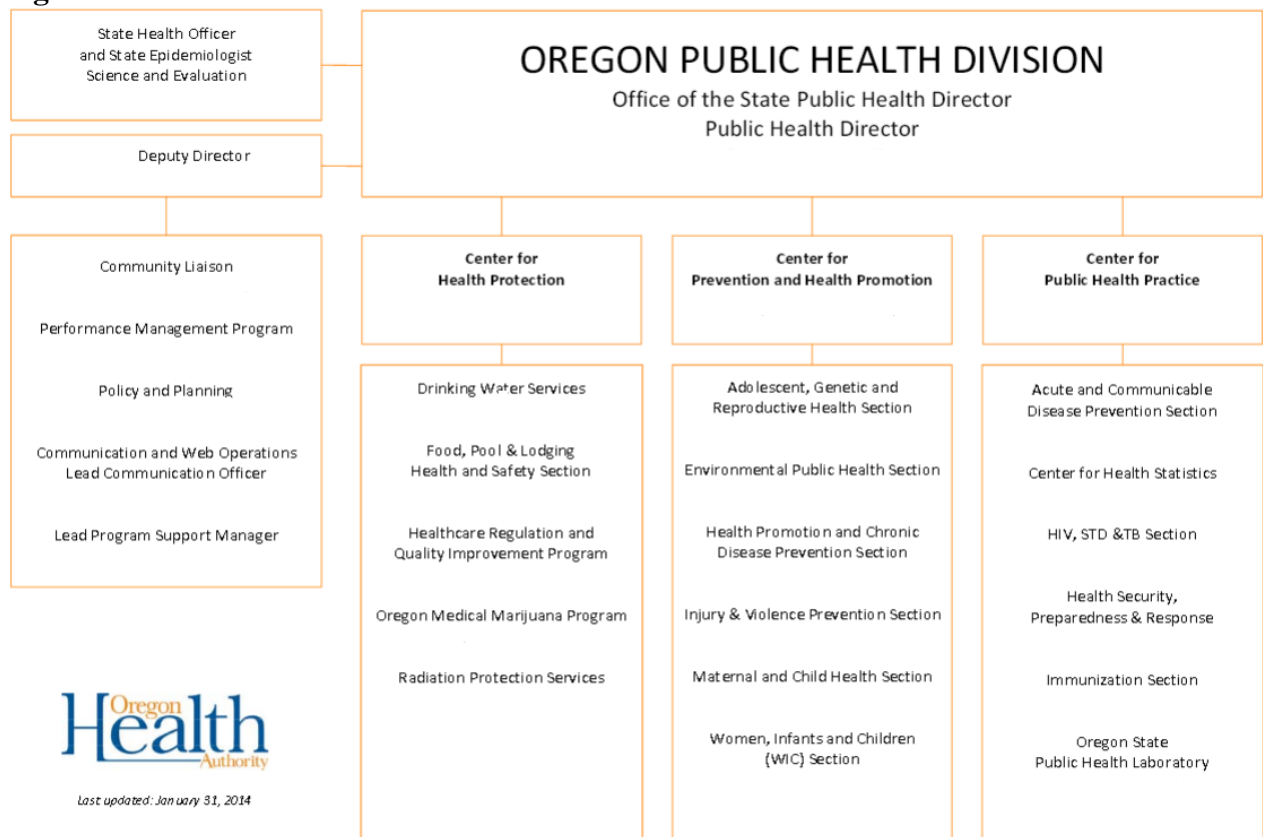 State Health Officer
and State Epidemiologist
Science and Evaluation
OREGON PUBLIC HEALTH DIVISION
Office of the State Public Health Director
Public Health Director
Deputy Director
Community Liaison
Performance Management Program
Policy and Planning
Communication and Web Operations
Lead Communication Officer
Lead Program Support Manager
Center for
Health Protection
Drinking Water Services
Food, Pool & Lodging
Health and Safety Section
Healthcare Regulation and
Quality Improvement Program
Oregon Medical Marijuana Program
Radiation Protection Services
Center for
Prevention and Health Promotion
Adolescent, Genetic and
Reproductive Health Section
Environmental Public Health Section
Health Promotion and Chronic
Disease Prevention Section
Injury & Violence Prevention Section
Maternal and Child Health Section
Women, Infants and Children
(WIC) Section
Center for
Public Health Practice
Acute and Communicable
Disease Prevention Section
Center for Health Statistics
HIV, STD &TB Section
Health Security,
Preparedness & Response
Immunization Section
Oregon State
Public Health Laboratory
Oregon
Health
Authority
Last updated: January 31, 2014